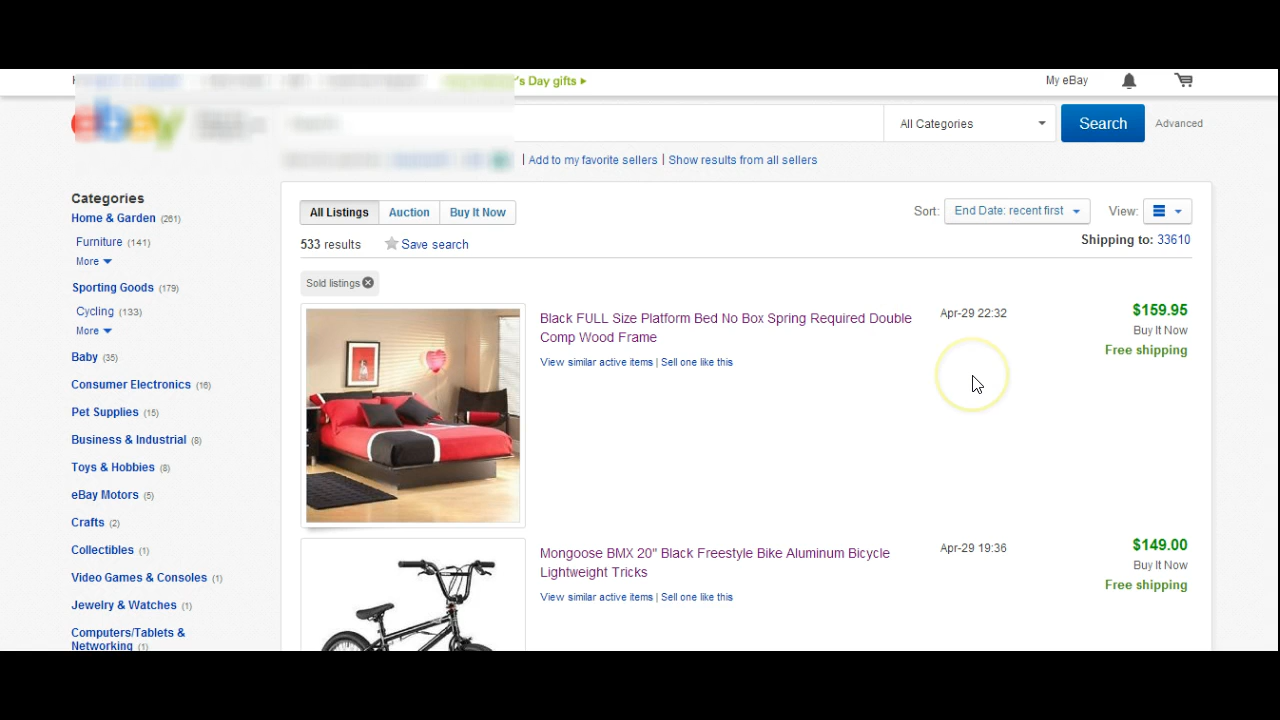 's Day gifts ▸
My eBay
ebay
All Categories
Search
Advanced
| Add to my favorite sellers | Show results from all sellers
Categories
Home & Garden (261)
Furniture (141)
More
Sporting Goods (179)
Cycling (133)
More
Baby (35)
Consumer Electronics (16)
Pet Supplies (15)
Business & Industrial (8)
Toys & Hobbies (8)
eBay Motors (5)
Crafts (2)
Collectibles (1)
Video Games & Consoles (1)
Jewelry & Watches (1)
Computers/Tablets &
Networking (1)
All Listings
Auction
Buy It Now
Sort:
End Date: recent first
View:
533 results
Save search
Shipping to: 33610
Sold listings
Black FULL Size Platform Bed No Box Spring Required Double
Comp Wood Frame
View similar active items | Sell one like this
Apr-29 22:32
$159.95
Buy It Now
Free shipping
Mongoose BMX 20" Black Freestyle Bike Aluminum Bicycle
Lightweight Tricks
View similar active items | Sell one like this
Apr-29 19:36
$149.00
Buy It Now
Free shipping